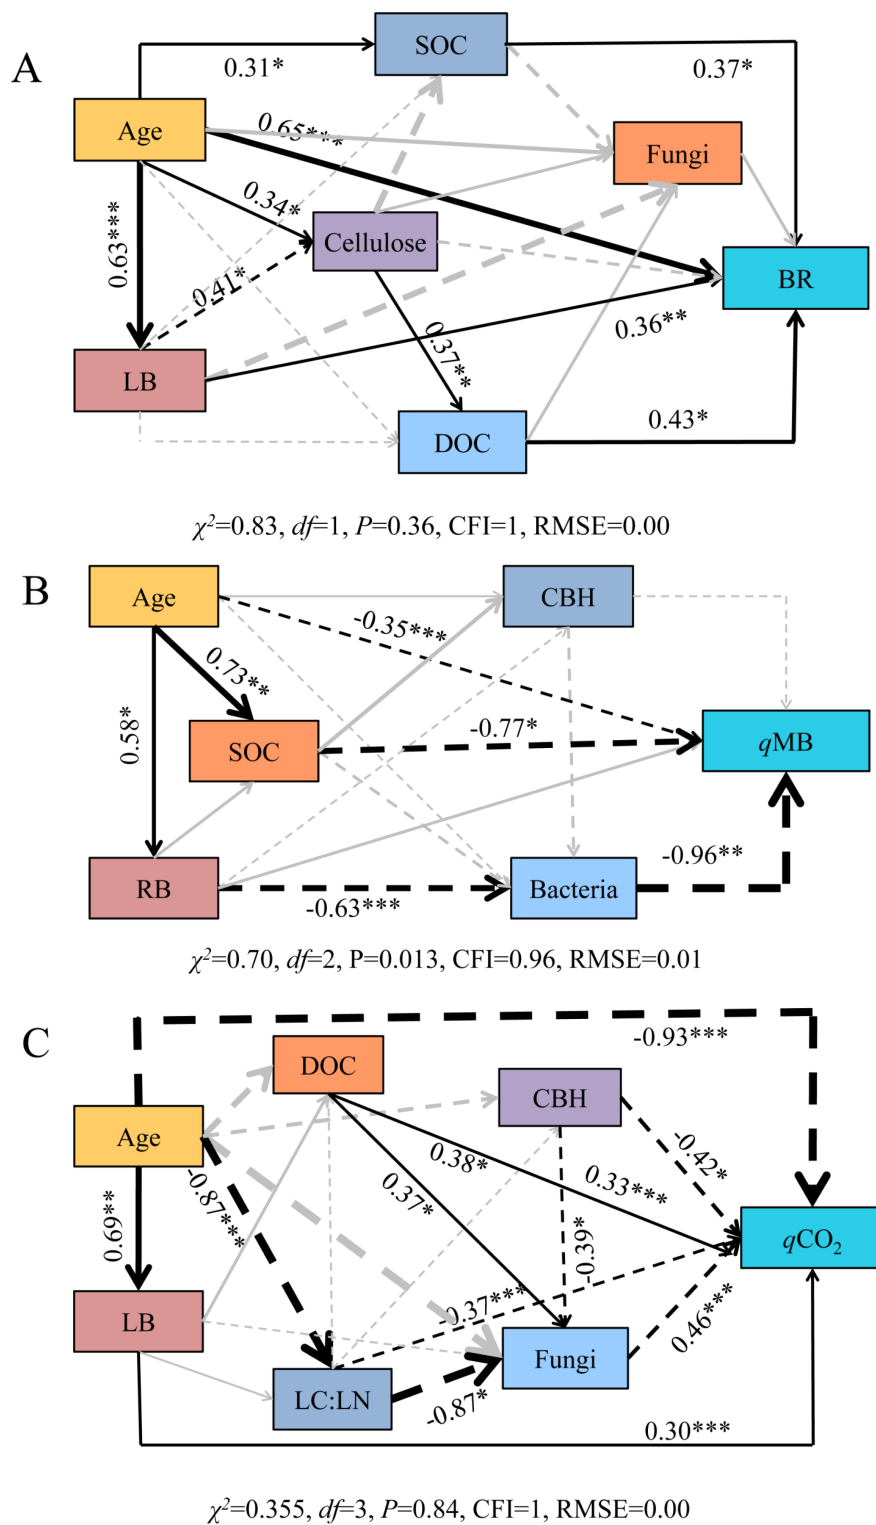 A
SOC
0.31*
0.37*
Age
0.65***
Fungi
0.34*
Cellulose
0.63***
0.41*
BR
0.36**
0.37**
LB
DOC
0.43*
χ²=0.83, df=1, P=0.36, CFI=1, RMSE=0.00
B
Age
CBH
-0.35***
0.73**
0.58*
SOC
-0.77*
qMB
RB
-0.63***
Bacteria
-0.96**
χ²=0.70, df=2, P=0.013, CFI=0.96, RMSE=0.01
C
-0.93***
DOC
CBH
Age
-0.87***
0.38*
0.37*
0.33***
-0.42*
0.69**
-0.39*
qCO₂
-0.37***
LB
0.46***
Fungi
LC:LN
-0.87*
0.30***
χ²=0.355, df=3, P=0.84, CFI=1, RMSE=0.00